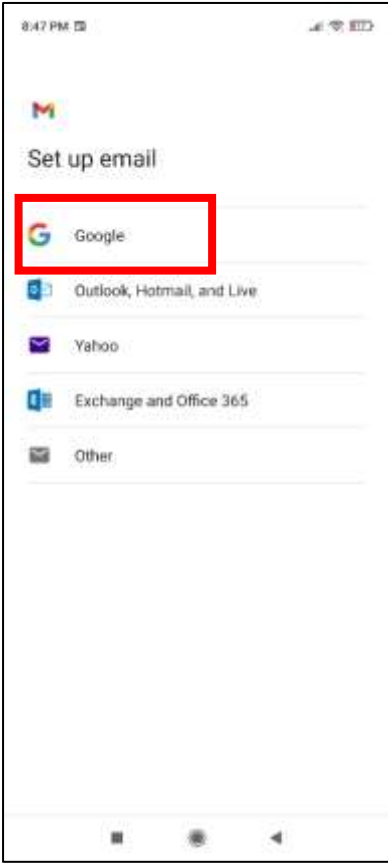 8:47 PM
Set up email
Google
Outlook, Hotmail, and Live
Yahoo
Exchange and Office 365
Other